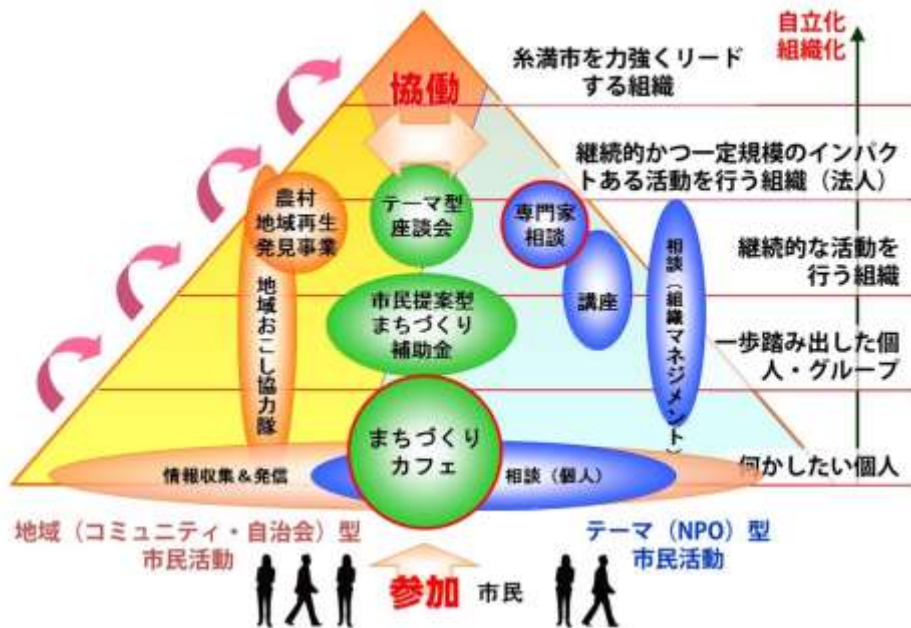 自立化
組織化
糸満市を力強くリード
する組織
協働
継続的かつ一定規模のインパク
トある活動を行う組織（法人）
農村
地域再生
発見事業
テーマ型
座談会
専門家
相談
継続的な活動を
行う組織
地域おこし協力隊
市民提案型
まちづくり
補助金
講座
相談（組織マネジメント）
一歩踏み出した個
人・グループ
まちづくり
カフェ
情報収集＆発信
相談（個人）
何かしたい個人
地域（コミュニティ・自治会）型
市民活動
テーマ（NPO）型
市民活動
参加
市民